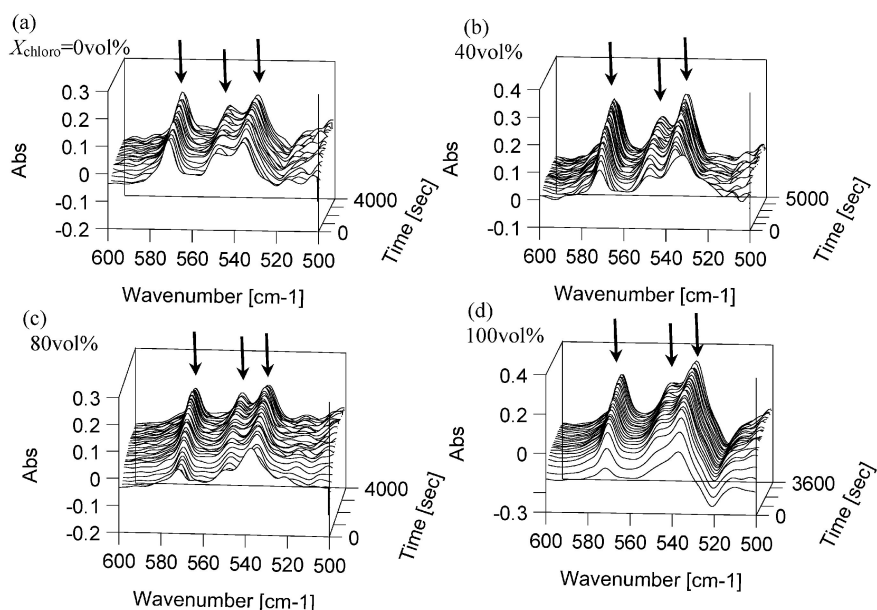 (a)
Xchloro=0vol%
0.3
0.2
0.1
0
-0.1
-0.2
Abs
600 580 560 540 520 500
Wavenumber [cm-1]
4000
0
Time [sec]
(b)
40vol%
0.4
0.3
0.2
0.1
0
-0.1
Abs
600 580 560 540 520 500
Wavenumber [cm-1]
5000
0
Time [sec]
(c)
80vol%
0.3
0.2
0.1
0
-0.1
-0.2
Abs
600 580 560 540 520 500
Wavenumber [cm-1]
4000
0
Time [sec]
(d)
100vol%
0.4
0.2
0
-0.3
Abs
600 580 560 540 520 500
Wavenumber [cm-1]
3600
0
Time [sec]